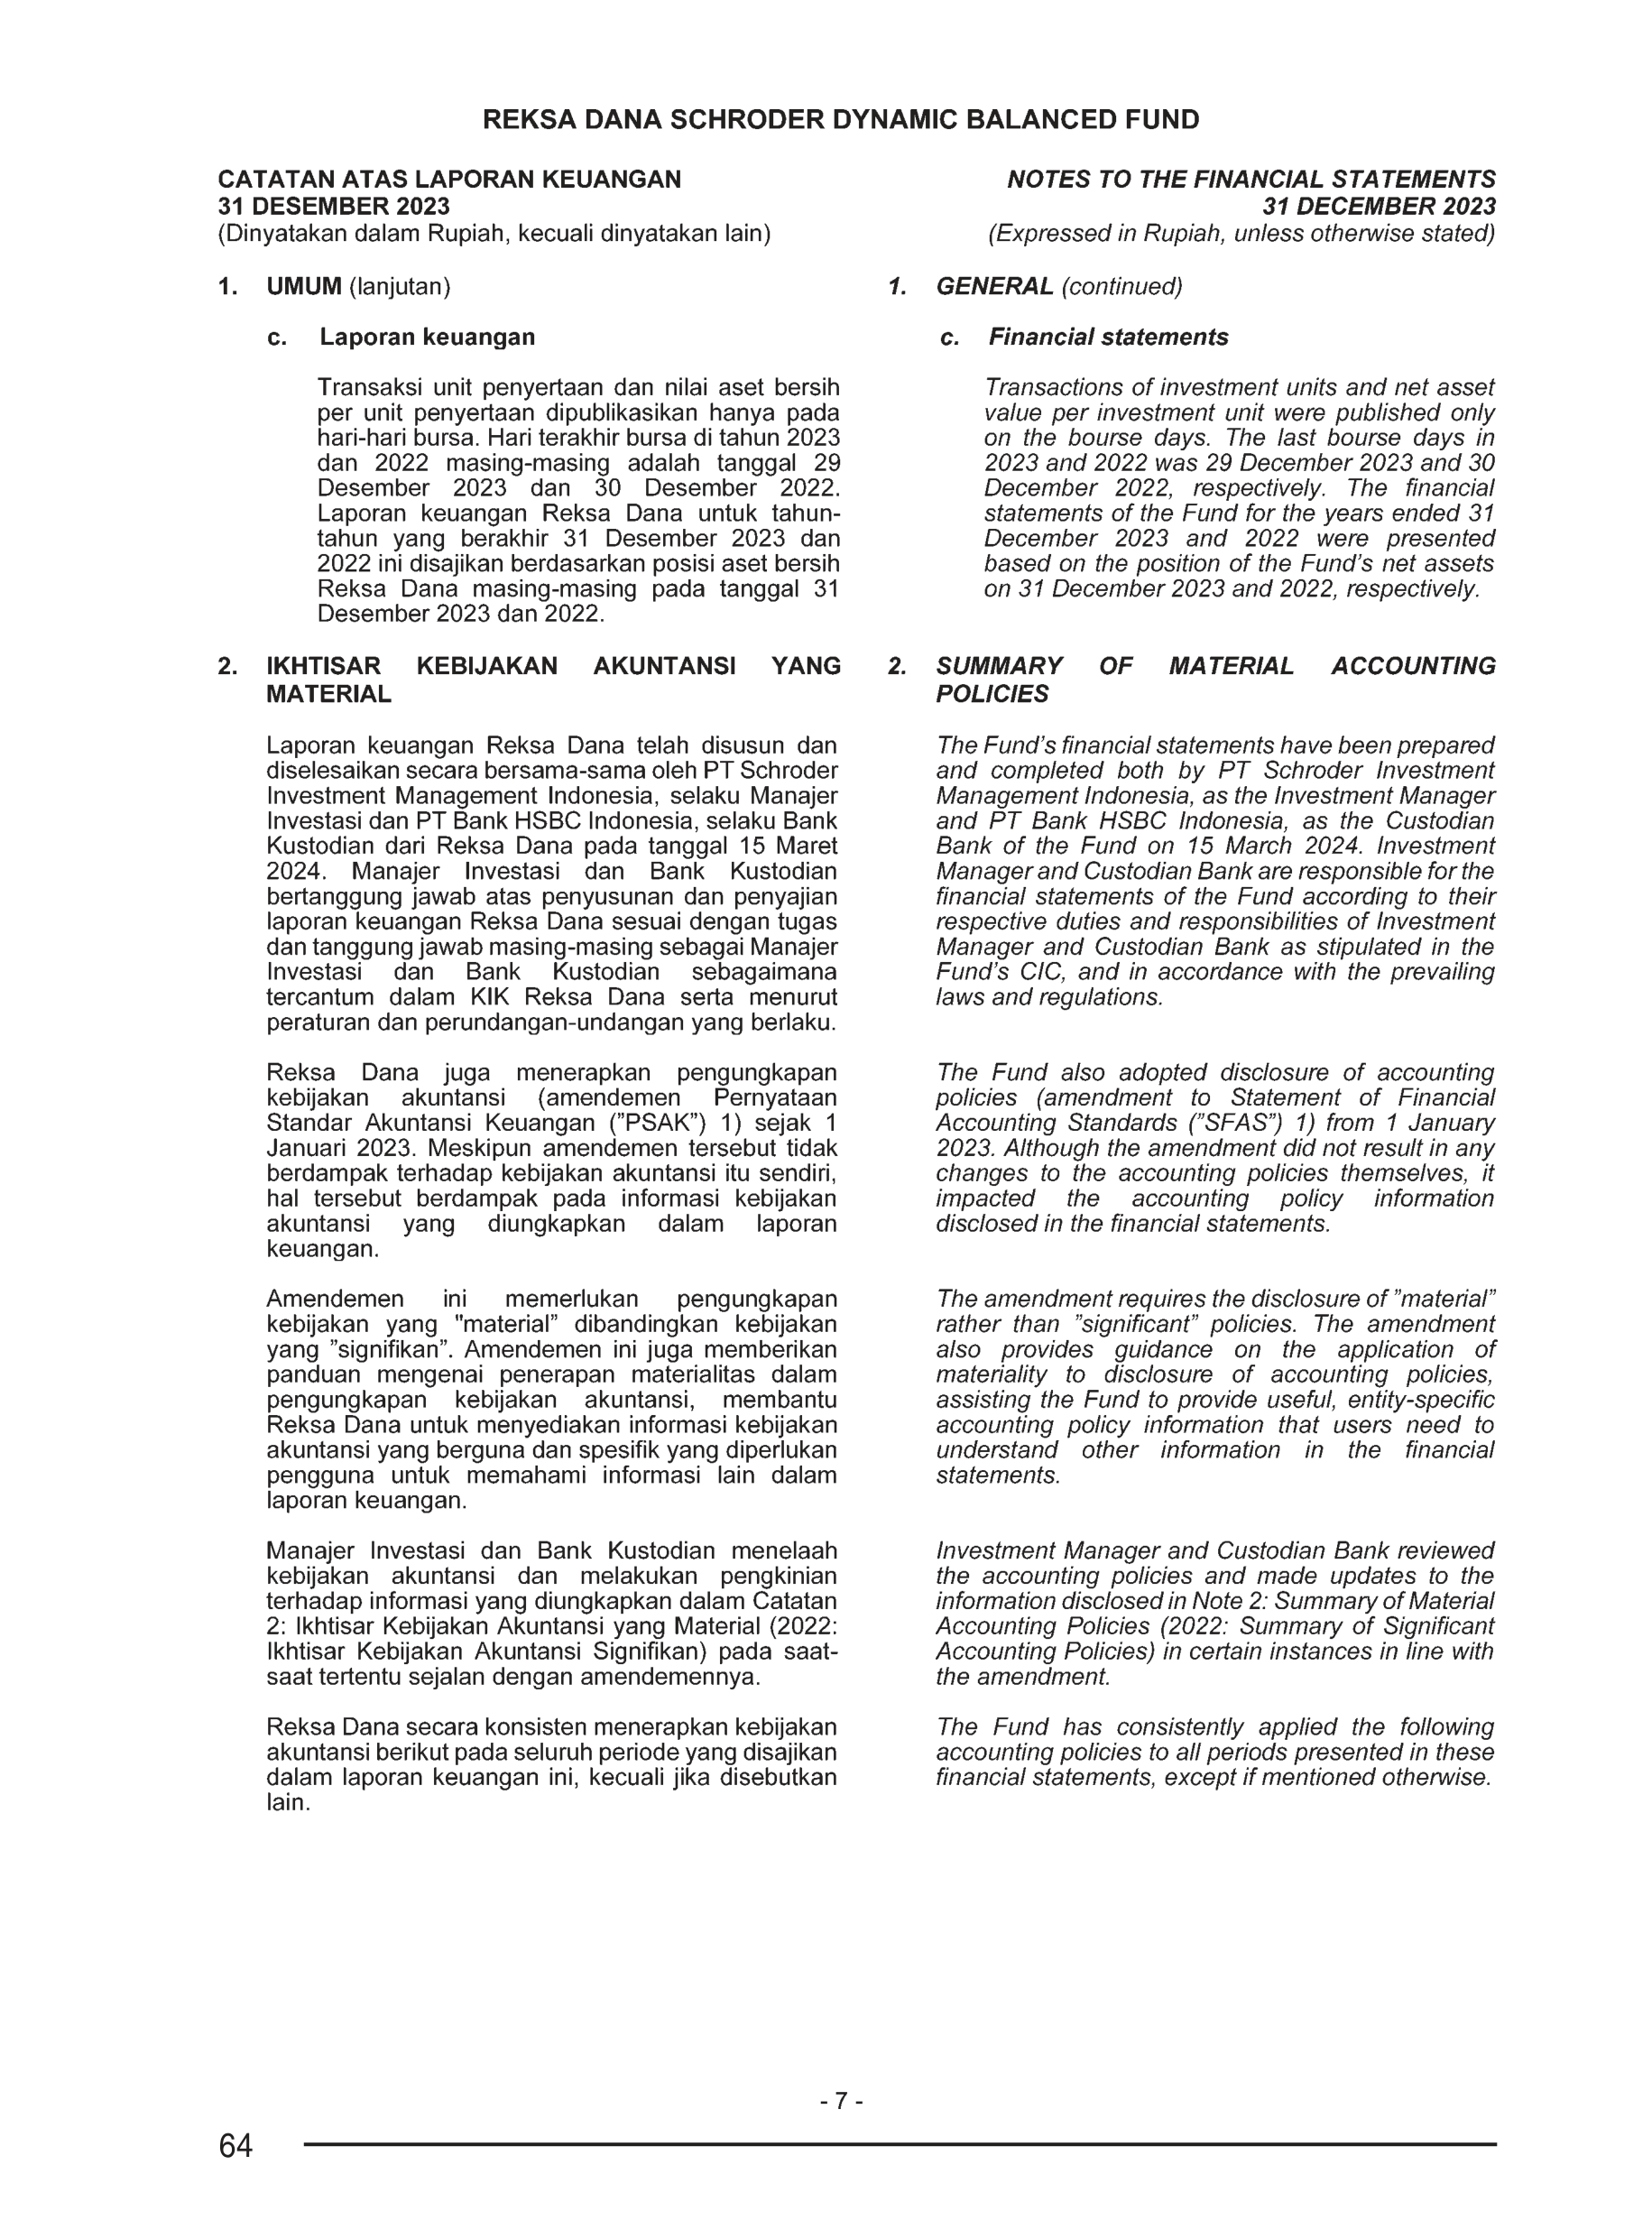 REKSA DANA SCHRODER DYNAMIC BALANCED FUND
CATATAN ATAS LAPORAN KEUANGAN
31 DESEMBER 2023
(Dinyatakan dalam Rupiah, kecuali dinyatakan lain)
NOTES TO THE FINANCIAL STATEMENTS
31 DECEMBER 2023
(Expressed in Rupiah, unless otherwise stated)
1. UMUM (lanjutan)
c. Laporan keuangan
Transaksi unit penyertaan dan nilai aset bersih
per unit penyertaan dipublikasikan hanya pada
hari-hari bursa. Hari terakhir bursa di tahun 2023
dan 2022 masing-masing adalah tanggal 29
Desember 2023 dan 30 Desember 2022.
Laporan keuangan Reksa Dana untuk tahun-
tahun yang berakhir 31 Desember 2023 dan
2022 ini disajikan berdasarkan posisi aset bersih
Reksa Dana masing-masing pada tanggal 31
Desember 2023 dan 2022.
1. GENERAL (continued)
c. Financial statements
Transactions of investment units and net asset
value per investment unit were published only
on the bourse days. The last bourse days in
2023 and 2022 was 29 December 2023 and 30
December 2022, respectively. The financial
statements of the Fund for the years ended 31
December 2023 and 2022 were presented
based on the position of the Fund’s net assets
on 31 December 2023 and 2022, respectively.
2. IKHTISAR KEBIJAKAN AKUNTANSI YANG
MATERIAL
Laporan keuangan Reksa Dana telah disusun dan
diselesaikan secara bersama-sama oleh PT Schroder
Investment Management Indonesia, selaku Manajer
Investasi dan PT Bank HSBC Indonesia, selaku Bank
Kustodian dari Reksa Dana pada tanggal 15 Maret
2024. Manajer Investasi dan Bank Kustodian
bertanggung jawab atas penyusunan dan penyajian
laporan keuangan Reksa Dana sesuai dengan tugas
dan tanggung jawab masing-masing sebagai Manajer
Investasi dan Bank Kustodian sebagaimana
tercantum dalam KIK Reksa Dana serta menurut
peraturan dan perundangan-undangan yang berlaku.
Reksa Dana juga menerapkan pengungkapan
kebijakan akuntansi (amendemen Pernyataan
Standar Akuntansi Keuangan (”PSAK”) 1) sejak 1
Januari 2023. Meskipun amendemen tersebut tidak
berdampak terhadap kebijakan akuntansi itu sendiri,
hal tersebut berdampak pada informasi kebijakan
akuntansi yang diungkapkan dalam laporan
keuangan.
Amendemen ini memerlukan pengungkapan
kebijakan yang "material” dibandingkan kebijakan
yang ”signifikan”. Amendemen ini juga memberikan
panduan mengenai penerapan materialitas dalam
pengungkapan kebijakan akuntansi, membantu
Reksa Dana untuk menyediakan informasi kebijakan
akuntansi yang berguna dan spesifik yang diperlukan
pengguna untuk memahami informasi lain dalam
laporan keuangan.
Manajer Investasi dan Bank Kustodian menelaah
kebijakan akuntansi dan melakukan pengkinian
terhadap informasi yang diungkapkan dalam Catatan
2: Ikhtisar Kebijakan Akuntansi yang Material (2022:
Ikhtisar Kebijakan Akuntansi Signifikan) pada saat-
saat tertentu sejalan dengan amendemennya.
Reksa Dana secara konsisten menerapkan kebijakan
akuntansi berikut pada seluruh periode yang disajikan
dalam laporan keuangan ini, kecuali jika disebutkan
lain.
2. SUMMARY OF MATERIAL ACCOUNTING
POLICIES
The Fund’s financial statements have been prepared
and completed both by PT Schroder Investment
Management Indonesia, as the Investment Manager
and PT Bank HSBC Indonesia, as the Custodian
Bank of the Fund on 15 March 2024. Investment
Manager and Custodian Bank are responsible for the
financial statements of the Fund according to their
respective duties and responsibilities of Investment
Manager and Custodian Bank as stipulated in the
Fund’s CIC, and in accordance with the prevailing
laws and regulations.
The Fund also adopted disclosure of accounting
policies (amendment to Statement of Financial
Accounting Standards (”SFAS”) 1) from 1 January
2023. Although the amendment did not result in any
changes to the accounting policies themselves, it
impacted the accounting policy information
disclosed in the financial statements.
The amendment requires the disclosure of ”material”
rather than ”significant” policies. The amendment
also provides guidance on the application of
materiality to disclosure of accounting policies,
assisting the Fund to provide useful, entity-specific
accounting policy information that users need to
understand other information in the financial
statements.
Investment Manager and Custodian Bank reviewed
the accounting policies and made updates to the
information disclosed in Note 2: Summary of Material
Accounting Policies (2022: Summary of Significant
Accounting Policies) in certain instances in line with
the amendment.
The Fund has consistently applied the following
accounting policies to all periods presented in these
financial statements, except if mentioned otherwise.
- 7 -
64